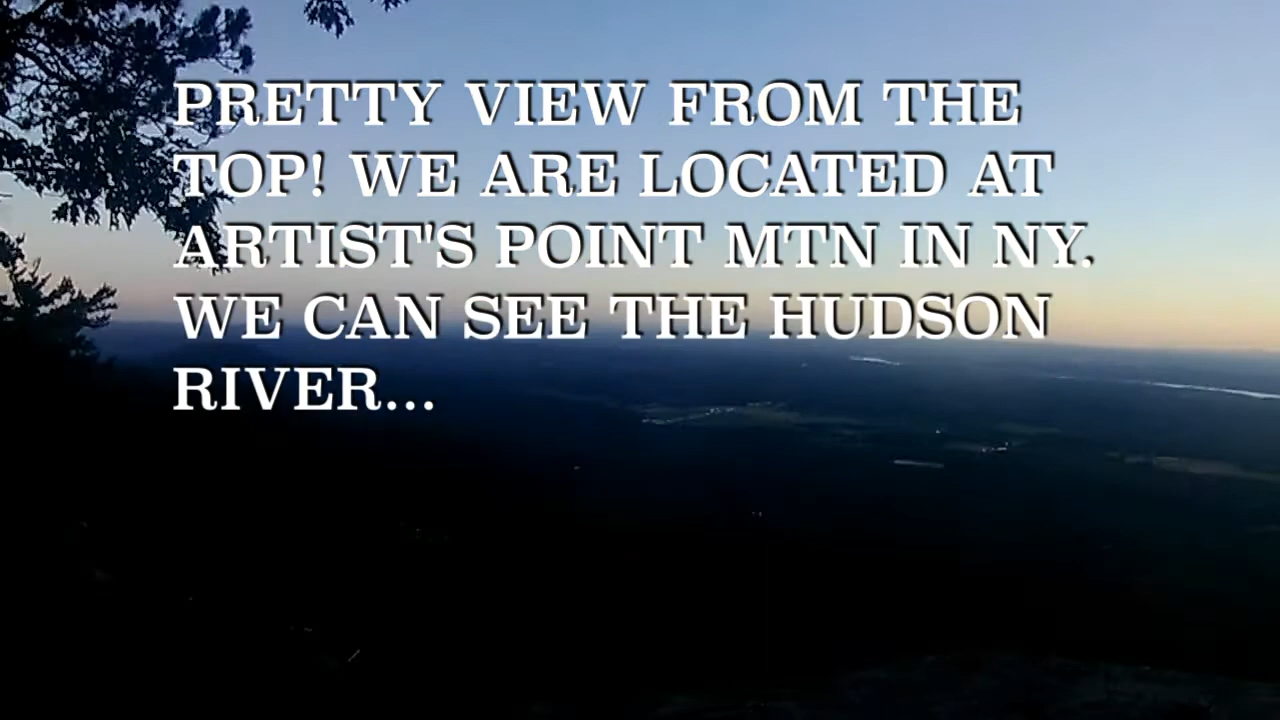 PRETTY VIEW FROM THE
TOP! WE ARE LOCATED AT
ARTIST'S POINT MTN IN NY.
WE CAN SEE THE HUDSON
RIVER...